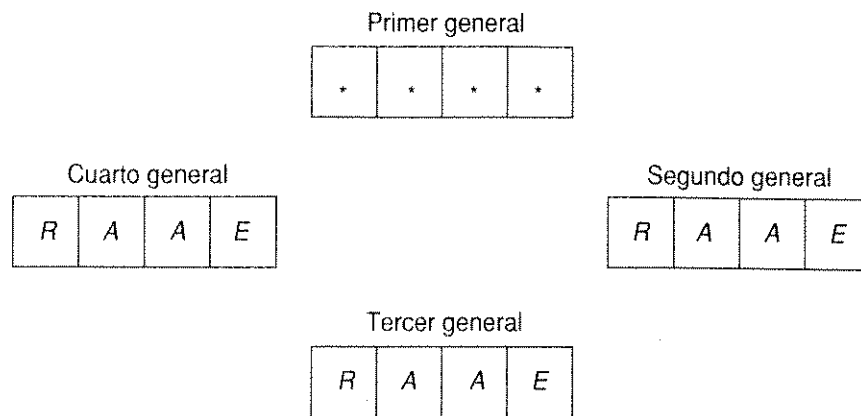 Primer general
* * * *
Cuarto general
R A A E
Segundo general
R A A E
Tercer general
R A A E